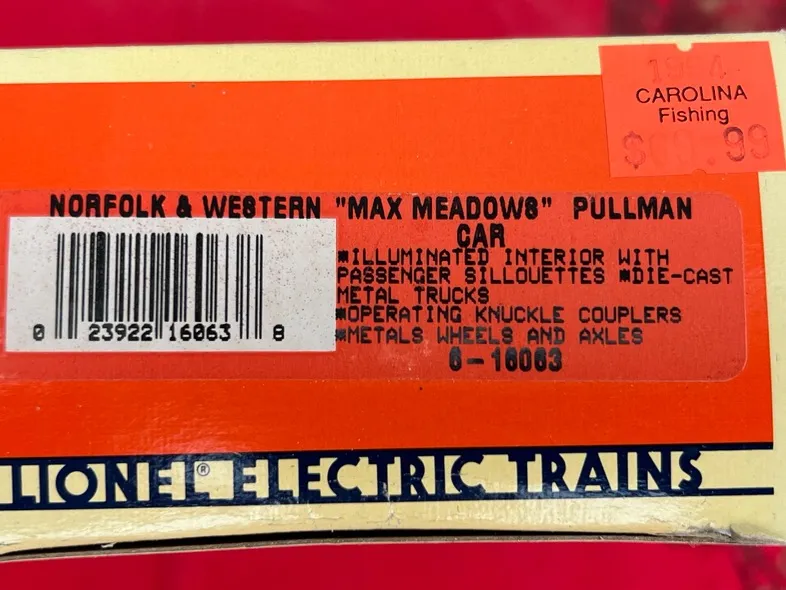 CAROLINA
Fishing
NORFOLK & WESTERN "MAX MEADOWS" PULLMAN
CAR
*ILLUMINATED INTERIOR WITH
PASSENGER SILLOUETTES *DIE-CAST
METAL TRUCKS
*OPERATING KNUCKLE COUPLERS
*METALS WHEELS AND AXLES
6-16063
0 23922 16063 8
LIONEL® ELECTRIC TRAINS